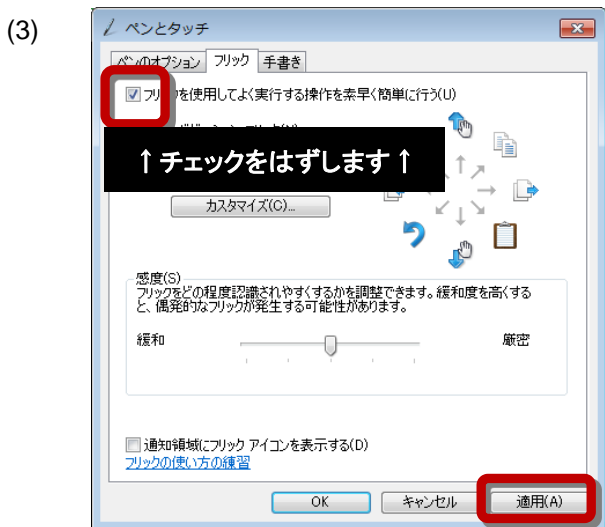 (3)
ペンとタッチ
ペンのオプション フリック 手書き
フリックを使用してよく実行する操作を素早く簡単に行う(U)
↑チェックをはずします↑
カスタマイズ(C)...
感度(S)
フリックをどの程度認識されやすくするかを調整できます。緩和度を高くする
と、偶発的なフリックが発生する可能性があります。
緩和 厳密
通知領域にフリック アイコンを表示する(D)
フリックの使い方の練習
OK キャンセル 適用(A)